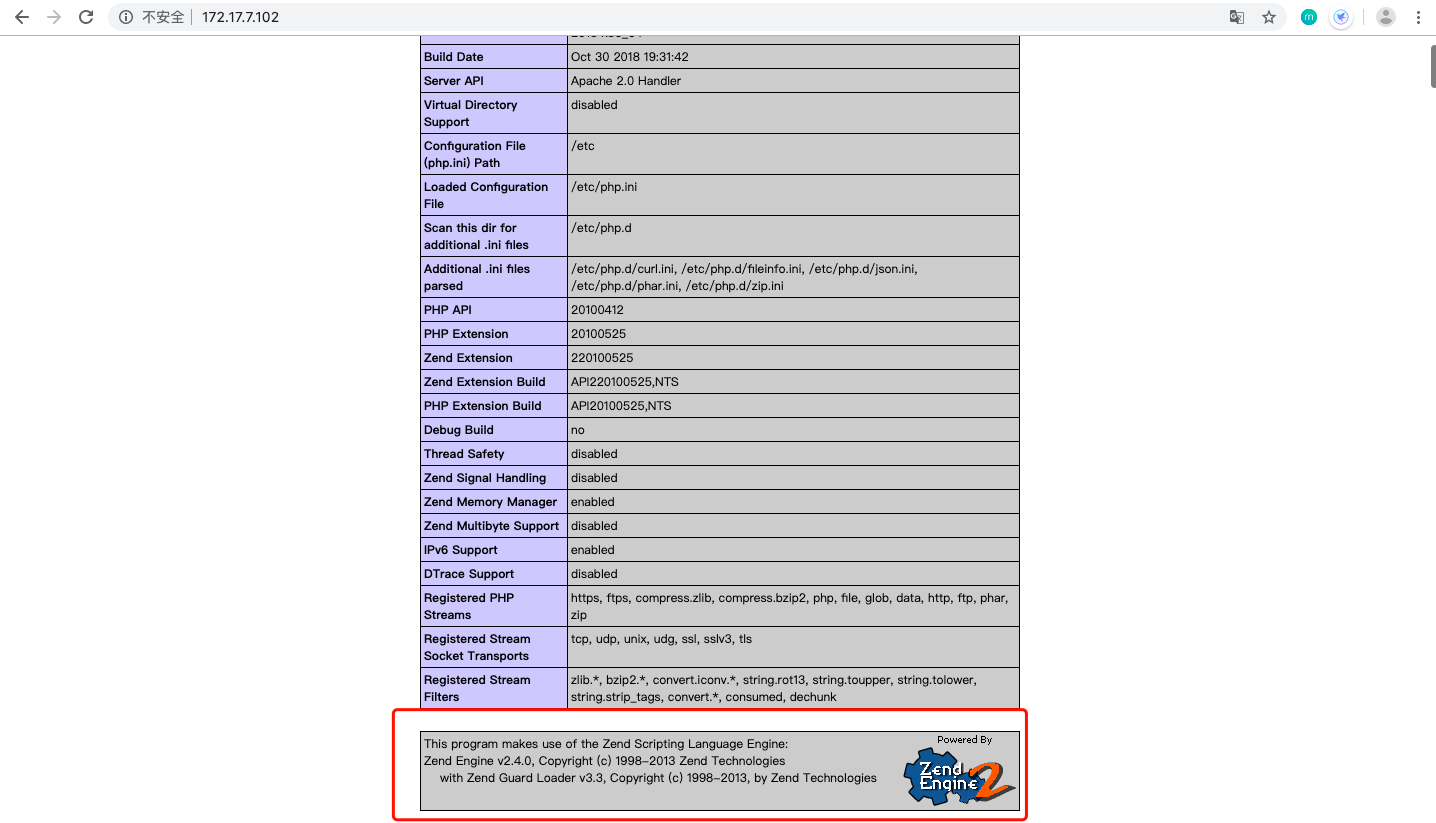 不安全 172.17.7.102
Build Date Oct 30 2018 19:31:42
Server API Apache 2.0 Handler
Virtual Directory disabled
Support
Configuration File /etc
(php.ini) Path
Loaded Configuration /etc/php.ini
File
Scan this dir for /etc/php.d
additional .ini files
Additional .ini files /etc/php.d/curl.ini, /etc/php.d/fileinfo.ini, /etc/php.d/json.ini,
parsed /etc/php.d/phar.ini, /etc/php.d/zip.ini
PHP API 20100412
PHP Extension 20100525
Zend Extension 220100525
Zend Extension Build API220100525,NTS
PHP Extension Build API20100525,NTS
Debug Build no
Thread Safety disabled
Zend Signal Handling disabled
Zend Memory Manager enabled
Zend Multibyte Support disabled
IPv6 Support enabled
DTrace Support disabled
Registered PHP https, ftps, compress.zlib, compress.bzip2, php, file, glob, data, http, ftp, phar,
Streams zip
Registered Stream tcp, udp, unix, udg, ssl, sslv3, tls
Socket Transports
Registered Stream zlib.*, bzip2.*, convert.iconv.*, string.rot13, string.toupper, string.tolower,
Filters string.strip_tags, convert.*, consumed, dechunk
This program makes use of the Zend Scripting Language Engine:
Zend Engine v2.4.0, Copyright (c) 1998-2013 Zend Technologies
with Zend Guard Loader v3.3, Copyright (c) 1998-2013, by Zend Technologies
Powered By
Zend
Engine 2